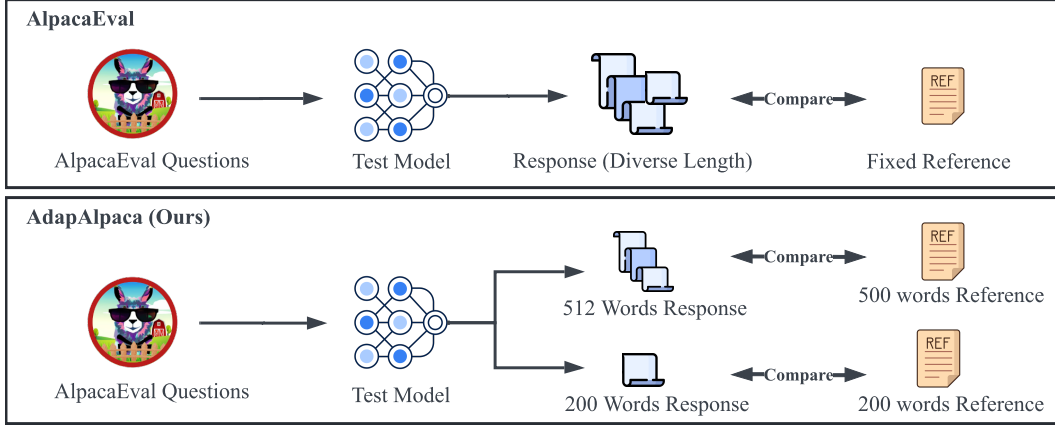 AlpacaEval
REF
Compare
AlpacaEval Questions
Test Model
Response (Diverse Length)
Fixed Reference
AdapAlpaca (Ours)
REF
Compare
512 Words Response
500 words Reference
REF
Compare
AlpacaEval Questions
Test Model
200 Words Response
200 words Reference